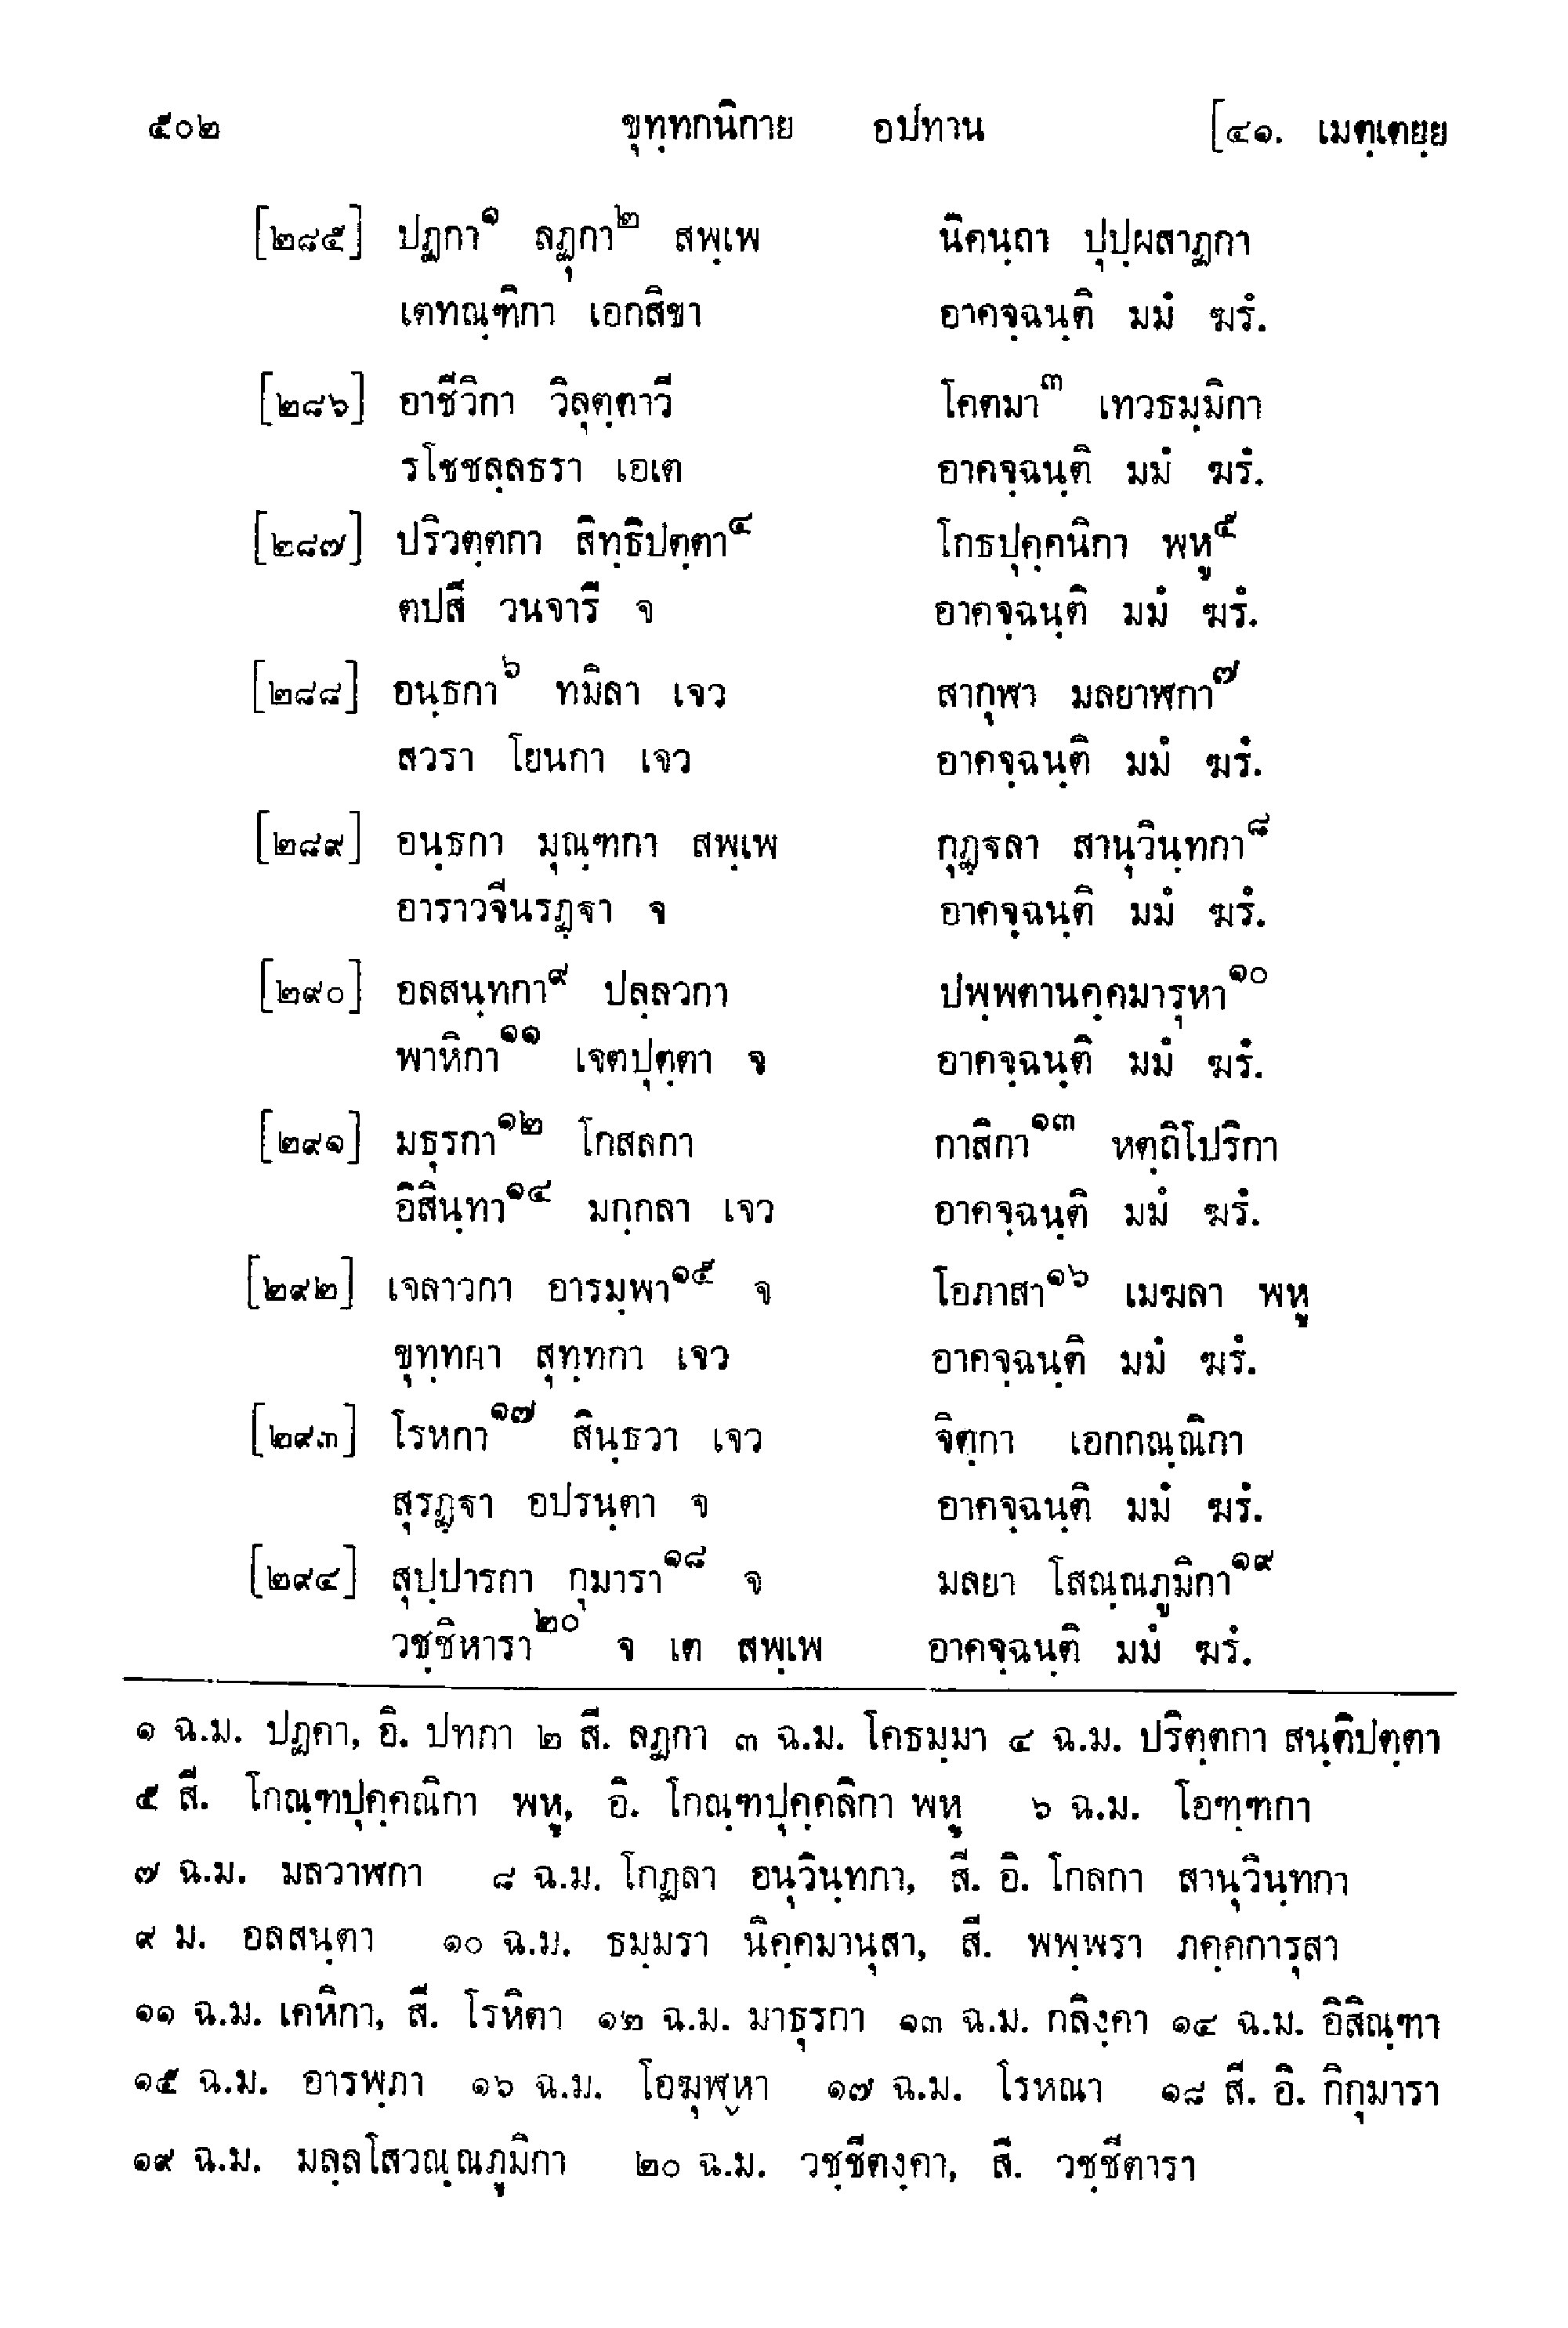 ๕๐๒ ขุทฺทกนิกาย อปทาน [๔๑. เมตฺเตยฺย
[๒๘๕] ปฏกา๑ ลฏุกา๒ สพฺเพ นิคนฺถา ปุปฺผสาฏกา
เตทณฺฑิกา เอกสิขา อาคจฺฉนฺติ มมํ ฆรํ.
[๒๘๖] อาชีวิกา วิลุตฺตาวี โคตมา๓ เทวธมฺมิกา
รโชชลฺลธรา เอเต อาคจฺฉนฺติ มมํ ฆรํ.
[๒๘๗] ปริวตฺตกา สิทฺธิปตฺตา๔ โกธปุคฺคนิกา พหู๕
ตปสี วนจารี จ อาคจฺฉนฺติ มมํ ฆรํ.
[๒๘๘] อนฺธกา๖ ทมิลา เจว สากุฬา มลยาฬกา๗
สวรา โยนกา เจว อาคจฺฉนฺติ มมํ ฆรํ.
[๒๘๙] อนฺธกา มุณฺฑกา สพฺเพ กุฏฺฐลา สานุวินฺทกา๘
อาราวจีนรฏฺฐา จ อาคจฺฉนฺติ มมํ ฆรํ.
[๒๙๐] อลสนฺทกา๙ ปลฺลวกา ปพฺพตานคฺคมารุหา๑๐
พาหิกา๑๑ เจตปุตฺตา จ อาคจฺฉนฺติ มมํ ฆรํ.
[๒๙๑] มธุรกา๑๒ โกสลกา กาสิกา๑๓ หตฺถิโปริกา
อิสินฺทา๑๔ มกฺกลา เจว อาคจฺฉนฺติ มมํ ฆรํ.
[๒๙๒] เจลาวกา อารมฺพา๑๕ จ โอภาสา๑๖ เมฆลา พหู
ขุทฺทผา สุทฺทกา เจว อาคจฺฉนฺติ มมํ ฆรํ.
[๒๙๓] โรหกา๑๗ สินฺธวา เจว จิตฺกา เอกกณฺณิกา
สุรฏฺฐา อปรนฺตา จ อาคจฺฉนฺติ มมํ ฆรํ.
[๒๙๔] สุปฺปารกา กุมารา๑๘ จ มลยา โสณฺณภูมิกา๑๙
วชฺชิหารา๒๐ จ เต สพฺเพ อาคจฺฉนฺติ มมํ ฆรํ.
๑ ฉ.ม. ปฏคา, อิ. ปทกา ๒ สี. ลฏกา ๓ ฉ.ม. โคธมฺมา ๔ ฉ.ม. ปริตฺตกา สนฺติปตฺตา
๕ สี. โกณฺฑปุคฺคณิกา พหู, อิ. โกณฺฑปุคฺคลิกา พหู ๖ ฉ.ม. โอฑฺฑกา
๗ ฉ.ม. มลวาฬกา ๘ ฉ.ม. โกฏลา อนุวินฺทกา, สี. อิ. โกลกา สานุวินฺทกา
๙ ม. อลสนฺตา ๑๐ ฉ.ม. ธมฺมรา นิคฺคมานุสา, สี. พพฺพรา ภคฺคการุสา
๑๑ ฉ.ม. เคหิกา, สี. โรหิตา ๑๒ ฉ.ม. มาธุรกา ๑๓ ฉ.ม. กลิงฺคา ๑๔ ฉ.ม. อิสิณฺฑา
๑๕ ฉ.ม. อารพฺภา ๑๖ ฉ.ม. โอฆุฬฺหา ๑๗ ฉ.ม. โรหณา ๑๘ สี. อิ. กิกุมารา
๑๙ ฉ.ม. มลฺลโสวณฺณภูมิกา ๒๐ ฉ.ม. วชฺชีตงฺคา, สี. วชฺชีตารา